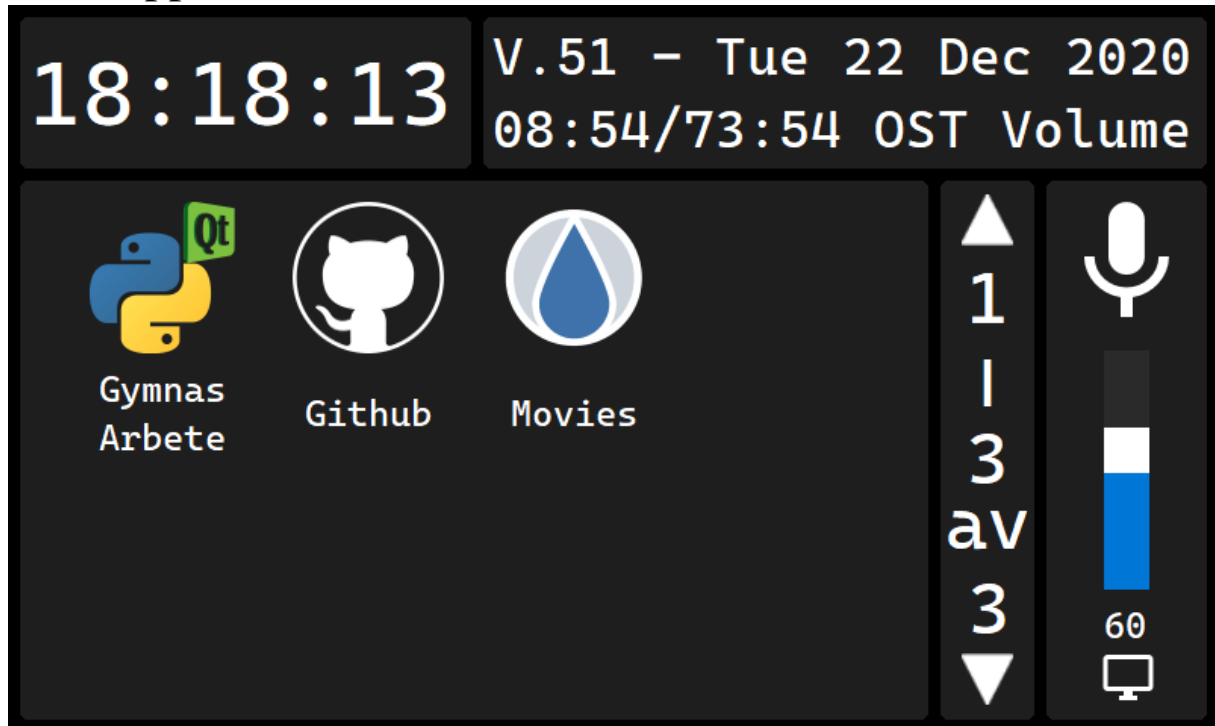 18:18:13
V.51 – Tue 22 Dec 2020
08:54/73:54 OST Volume
Qt
Gymnas
Arbete
Github
Movies
1
|
3
av
3
60